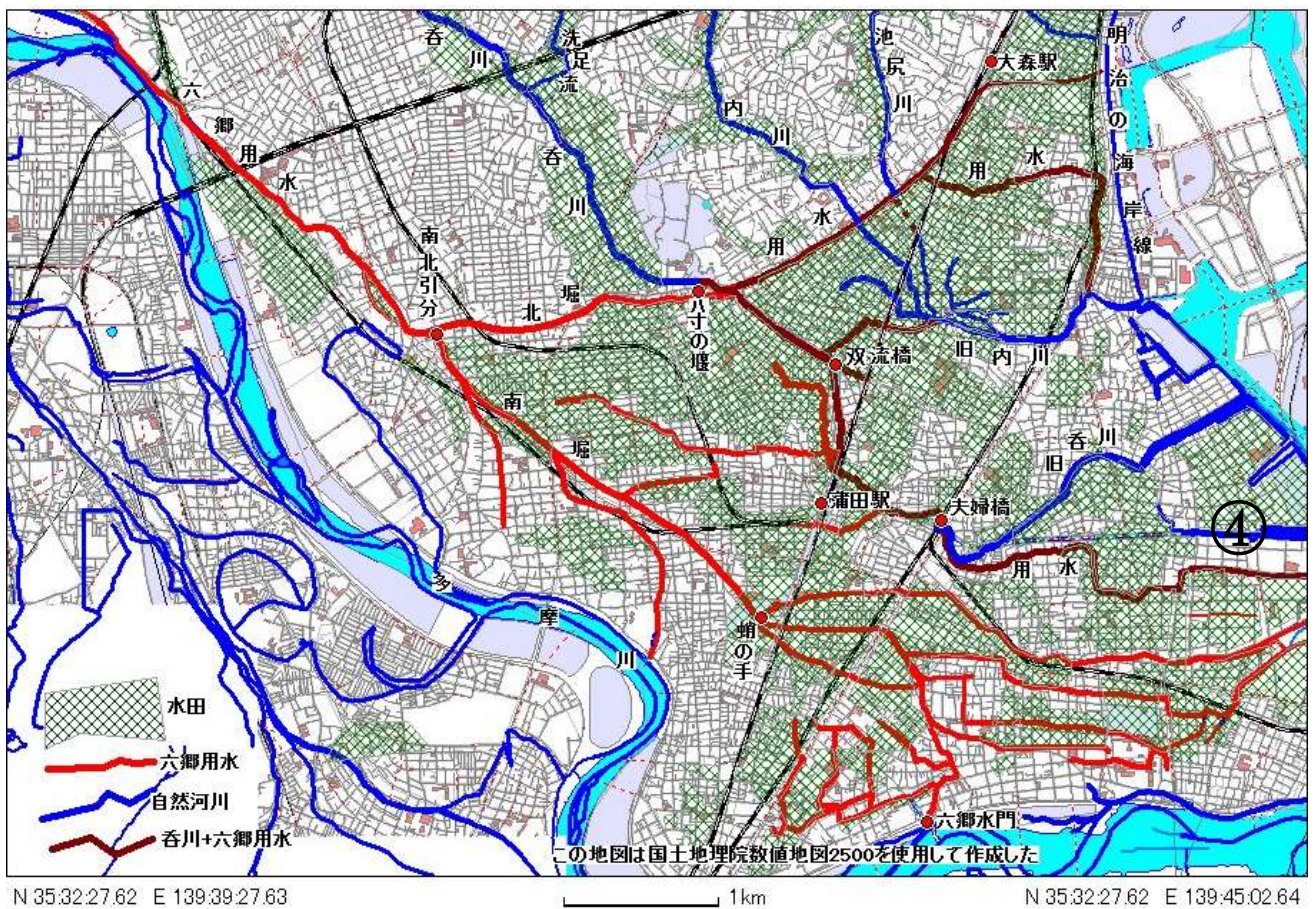 六郷用水
呑川
洗足流
呑川
内川
池尻川
大森駅
明治の海岸線
用水
用水
南北引分
北堀
八寸の堰
双流橋
旧内川
南堀
蒲田駅
夫婦橋
旧呑川
④
用水
多摩川
蛸の手
水田
六郷用水
自然河川
呑川+六郷用水
六郷水門
この地図は国土地理院数値地図2500を使用して作成した
N 35:32:27.62 E 139:39:27.63
1km
N 35:32:27.62 E 139:45:02.64